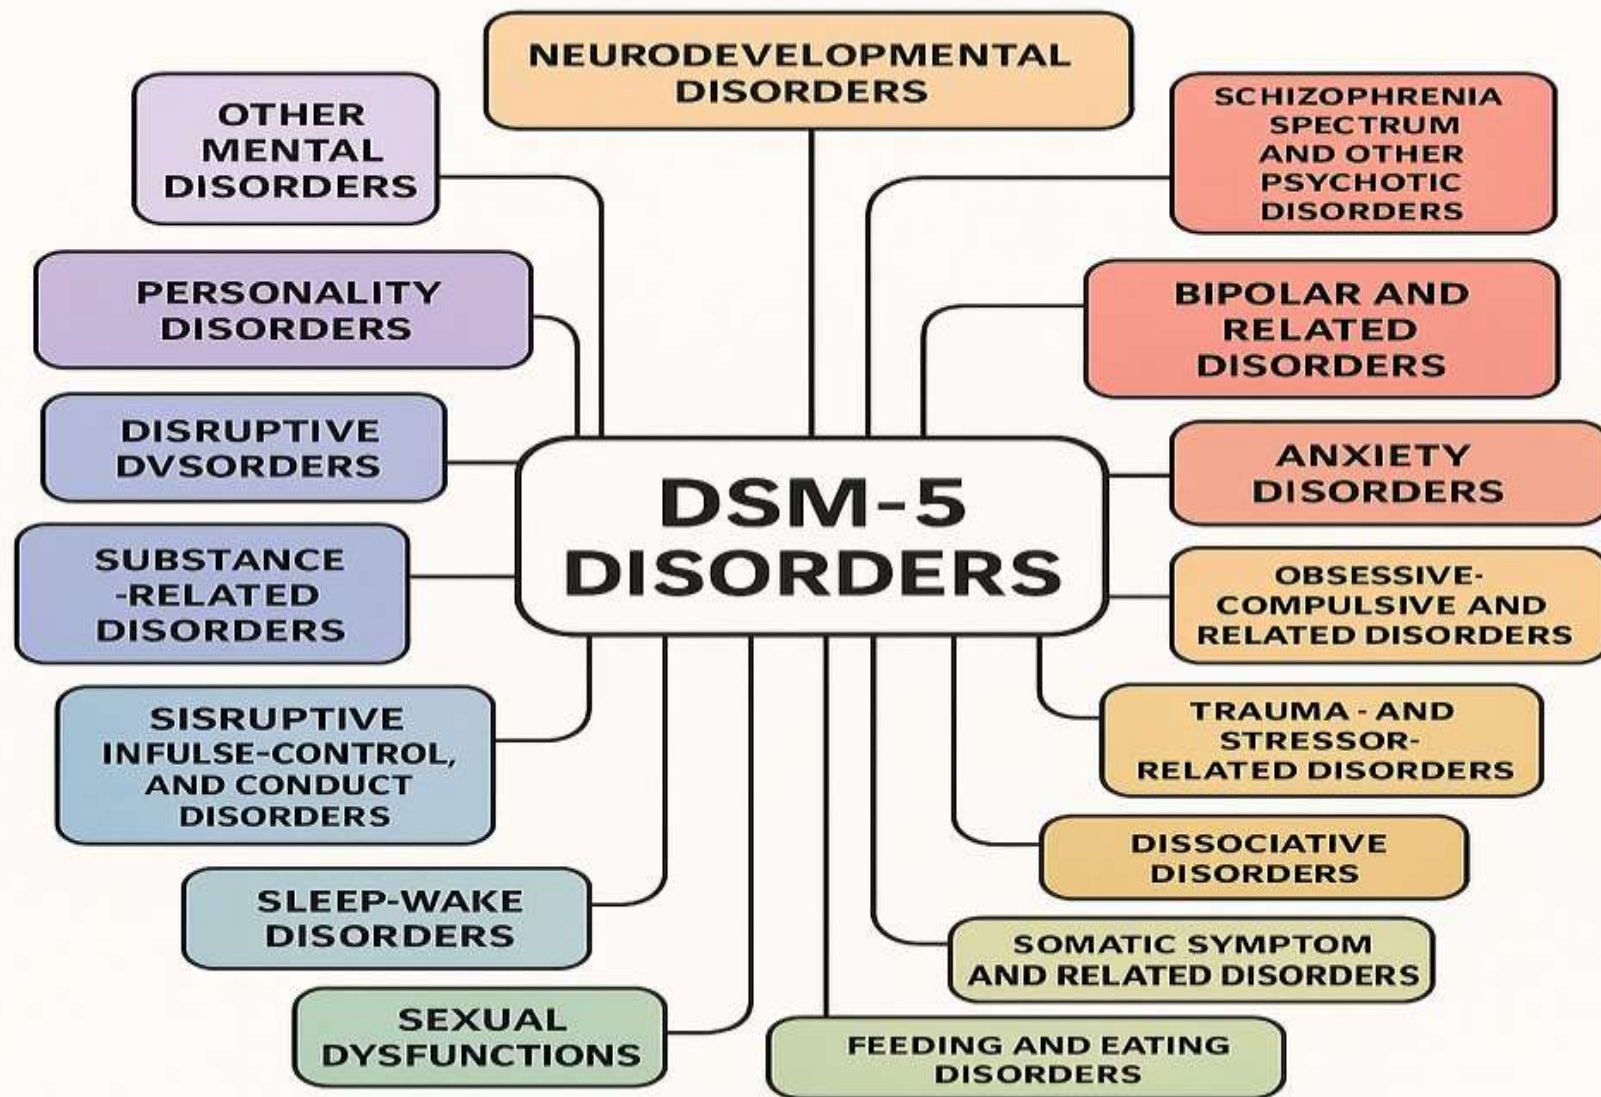 NEURODEVELOPMENTAL
DISORDERS
OTHER
MENTAL
DISORDERS
SCHIZOPHRENIA
SPECTRUM
AND OTHER
PSYCHOTIC
DISORDERS
PERSONALITY
DISORDERS
BIPOLAR AND
RELATED
DISORDERS
DISRUPTIVE
DVSORDERS
ANXIETY
DISORDERS
DSM-5
DISORDERS
SUBSTANCE
-RELATED
DISORDERS
OBSESSIVE-
COMPULSIVE AND
RELATED DISORDERS
SISRUPTIVE
INFULSE-CONTROL,
AND CONDUCT
DISORDERS
TRAUMA - AND
STRESSOR-
RELATED DISORDERS
DISSOCIATIVE
DISORDERS
SLEEP-WAKE
DISORDERS
SOMATIC SYMPTOM
AND RELATED DISORDERS
SEXUAL
DYSFUNCTIONS
FEEDING AND EATING
DISORDERS